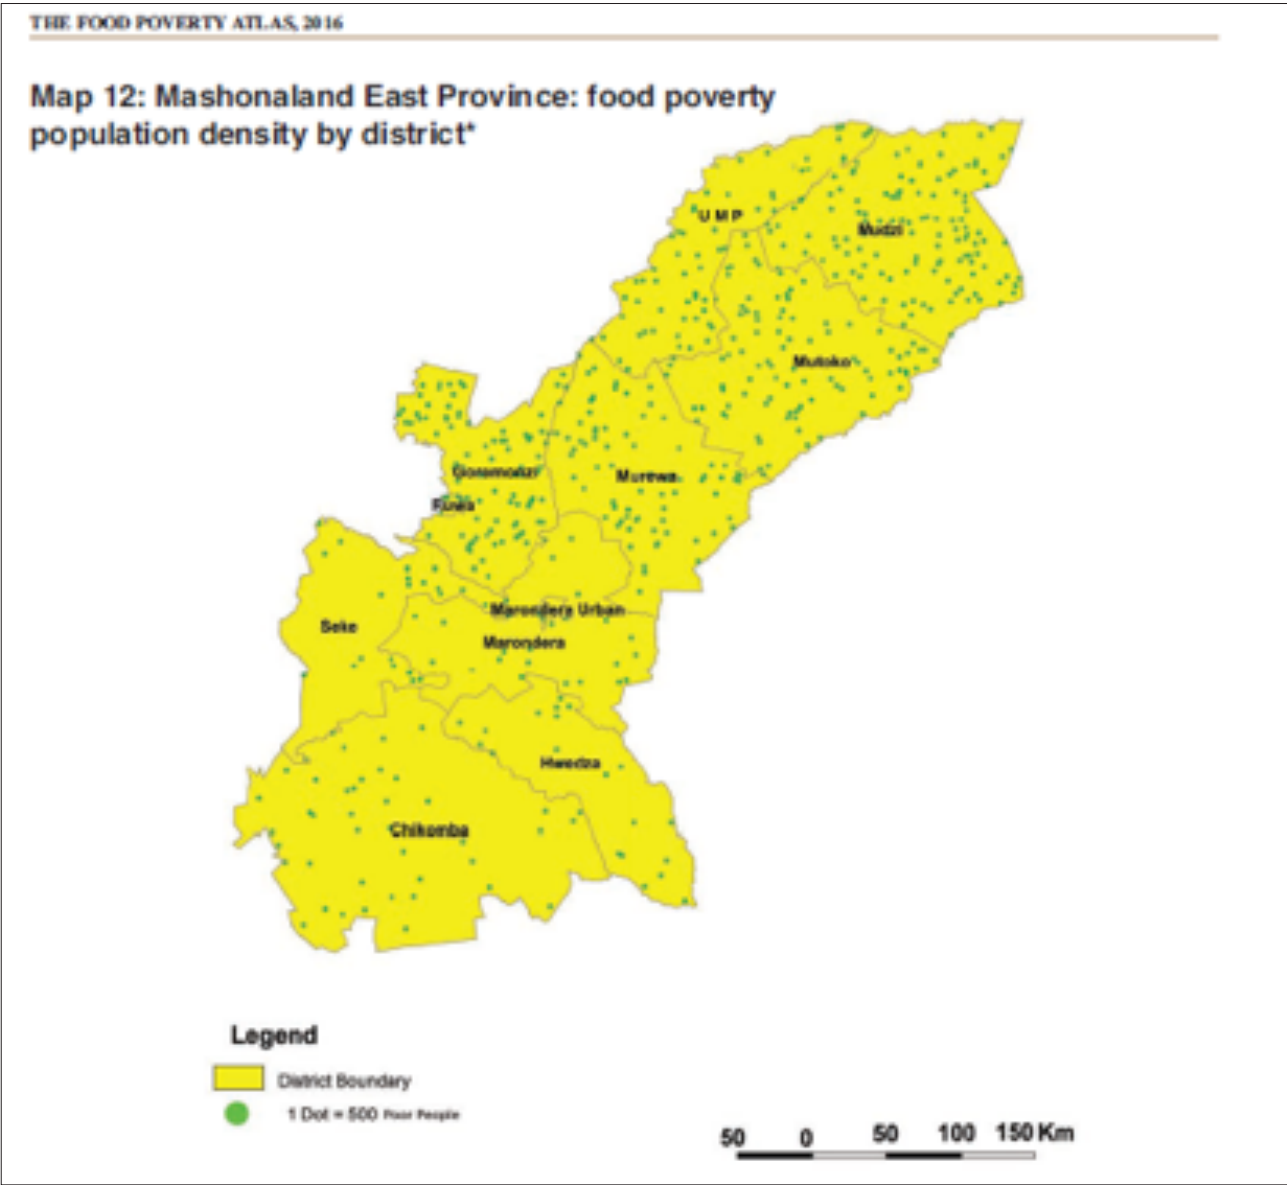 THE FOOD POVERTY ATLAS, 2016
Map 12: Mashonaland East Province: food poverty
population density by district*
U M P
Mudzi
Mutoko
Goromonzi
Murewa
Ruwa
Marondera Urban
Seke
Marondera
Hwedza
Chikomba
Legend
District Boundary
1 Dot = 500 Poor People
50 0 50 100 150 Km